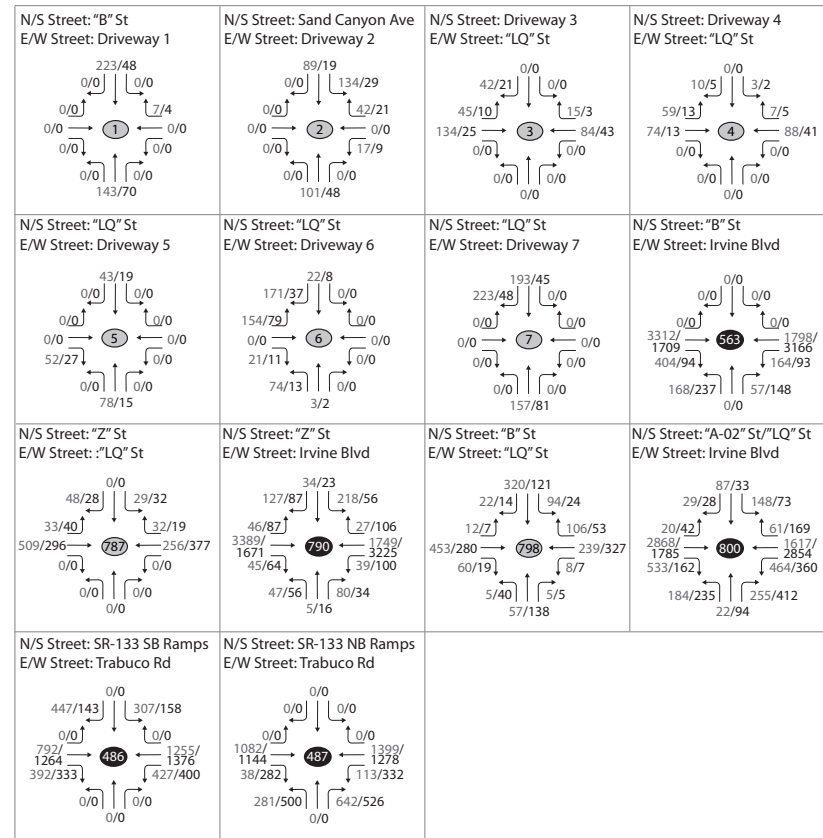 N/S Street: "B" St
E/W Street: Driveway 1
223/48
0/0 0/0
0/0 7/4
0/0 1 0/0
0/0 0/0
0/0 0/0
143/70
N/S Street: Sand Canyon Ave
E/W Street: Driveway 2
89/19
0/0 134/29
0/0 42/21
0/0 2 0/0
0/0 17/9
0/0 0/0
101/48
N/S Street: Driveway 3
E/W Street: "LQ" St
0/0
42/21 0/0
45/10 15/3
134/25 3 84/43
0/0 0/0
0/0 0/0
0/0
N/S Street: Driveway 4
E/W Street: "LQ" St
0/0
10/5 3/2
59/13 7/5
74/13 4 88/41
0/0 0/0
0/0 0/0
0/0
N/S Street: "LQ" St
E/W Street: Driveway 5
43/19
0/0 0/0
0/0 0/0
0/0 5 0/0
52/27 0/0
0/0 0/0
78/15
N/S Street: "LQ" St
E/W Street: Driveway 6
22/8
171/37 0/0
154/79 0/0
0/0 6 0/0
21/11 0/0
74/13 0/0
3/2
N/S Street: "LQ" St
E/W Street: Driveway 7
193/45
223/48 0/0
0/0 0/0
0/0 7 0/0
0/0 0/0
0/0 0/0
157/81
N/S Street: "B" St
E/W Street: Irvine Blvd
0/0
0/0 0/0
0/0 0/0
3312/ 563 1798/
1709 3166
404/94 164/93
168/237 57/148
0/0
N/S Street: "Z" St
E/W Street: :"LQ" St
0/0
48/28 29/32
33/40 32/19
509/296 787 256/377
0/0 0/0
0/0 0/0
0/0
N/S Street: "Z" St
E/W Street: Irvine Blvd
34/23
127/87 218/56
46/87 27/106
3389/ 790 1749/
1671 3225
45/64 39/100
47/56 80/34
5/16
N/S Street: "B" St
E/W Street: "LQ" St
320/121
22/14 94/24
12/7 106/53
453/280 798 239/327
60/19 8/7
5/40 5/5
57/138
N/S Street: "A-02" St/"LQ" St
E/W Street: Irvine Blvd
87/33
29/28 148/73
20/42 61/169
2868/ 800 1617/
1785 2854
533/162 464/360
184/235 255/412
22/94
N/S Street: SR-133 SB Ramps
E/W Street: Trabuco Rd
0/0
447/143 307/158
0/0 0/0
792/ 486 1255/
1264 1376
392/333 427/400
0/0 0/0
0/0
N/S Street: SR-133 NB Ramps
E/W Street: Trabuco Rd
0/0
0/0 0/0
0/0 0/0
1082/ 487 1399/
1144 1278
38/282 113/332
281/500 642/526
0/0